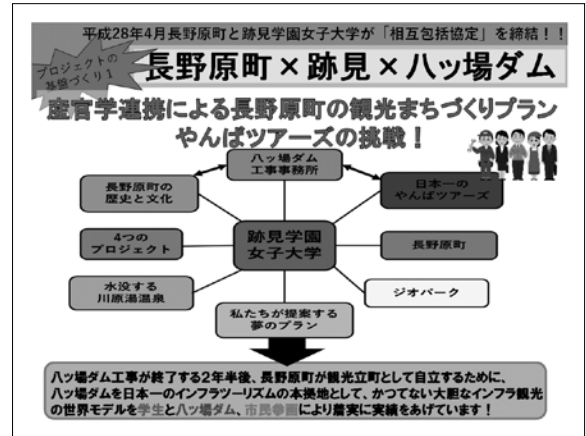 平成28年4月長野原町と跡見学園女子大学が「相互包括協定」を締結！！
プロジェクトの
基盤づくり１
長野原町×跡見×八ッ場ダム
産官学連携による長野原町の観光まちづくりプラン
やんばツアーズの挑戦！
八ッ場ダム
工事事務所
長野原町の
歴史と文化
日本一の
やんばツアーズ
4つの
プロジェクト
跡見学園
女子大学
長野原町
水没する
川原湯温泉
ジオパーク
私たちが提案する
夢のプラン
八ッ場ダム工事が終了する2年半後、長野原町が観光立町として自立するために、
八ッ場ダムを日本一のインフラツーリズムの本拠地として、かつてない大胆なインフラ観光
の世界モデルを学生と八ッ場ダム、市民参画により着実に実績をあげています！